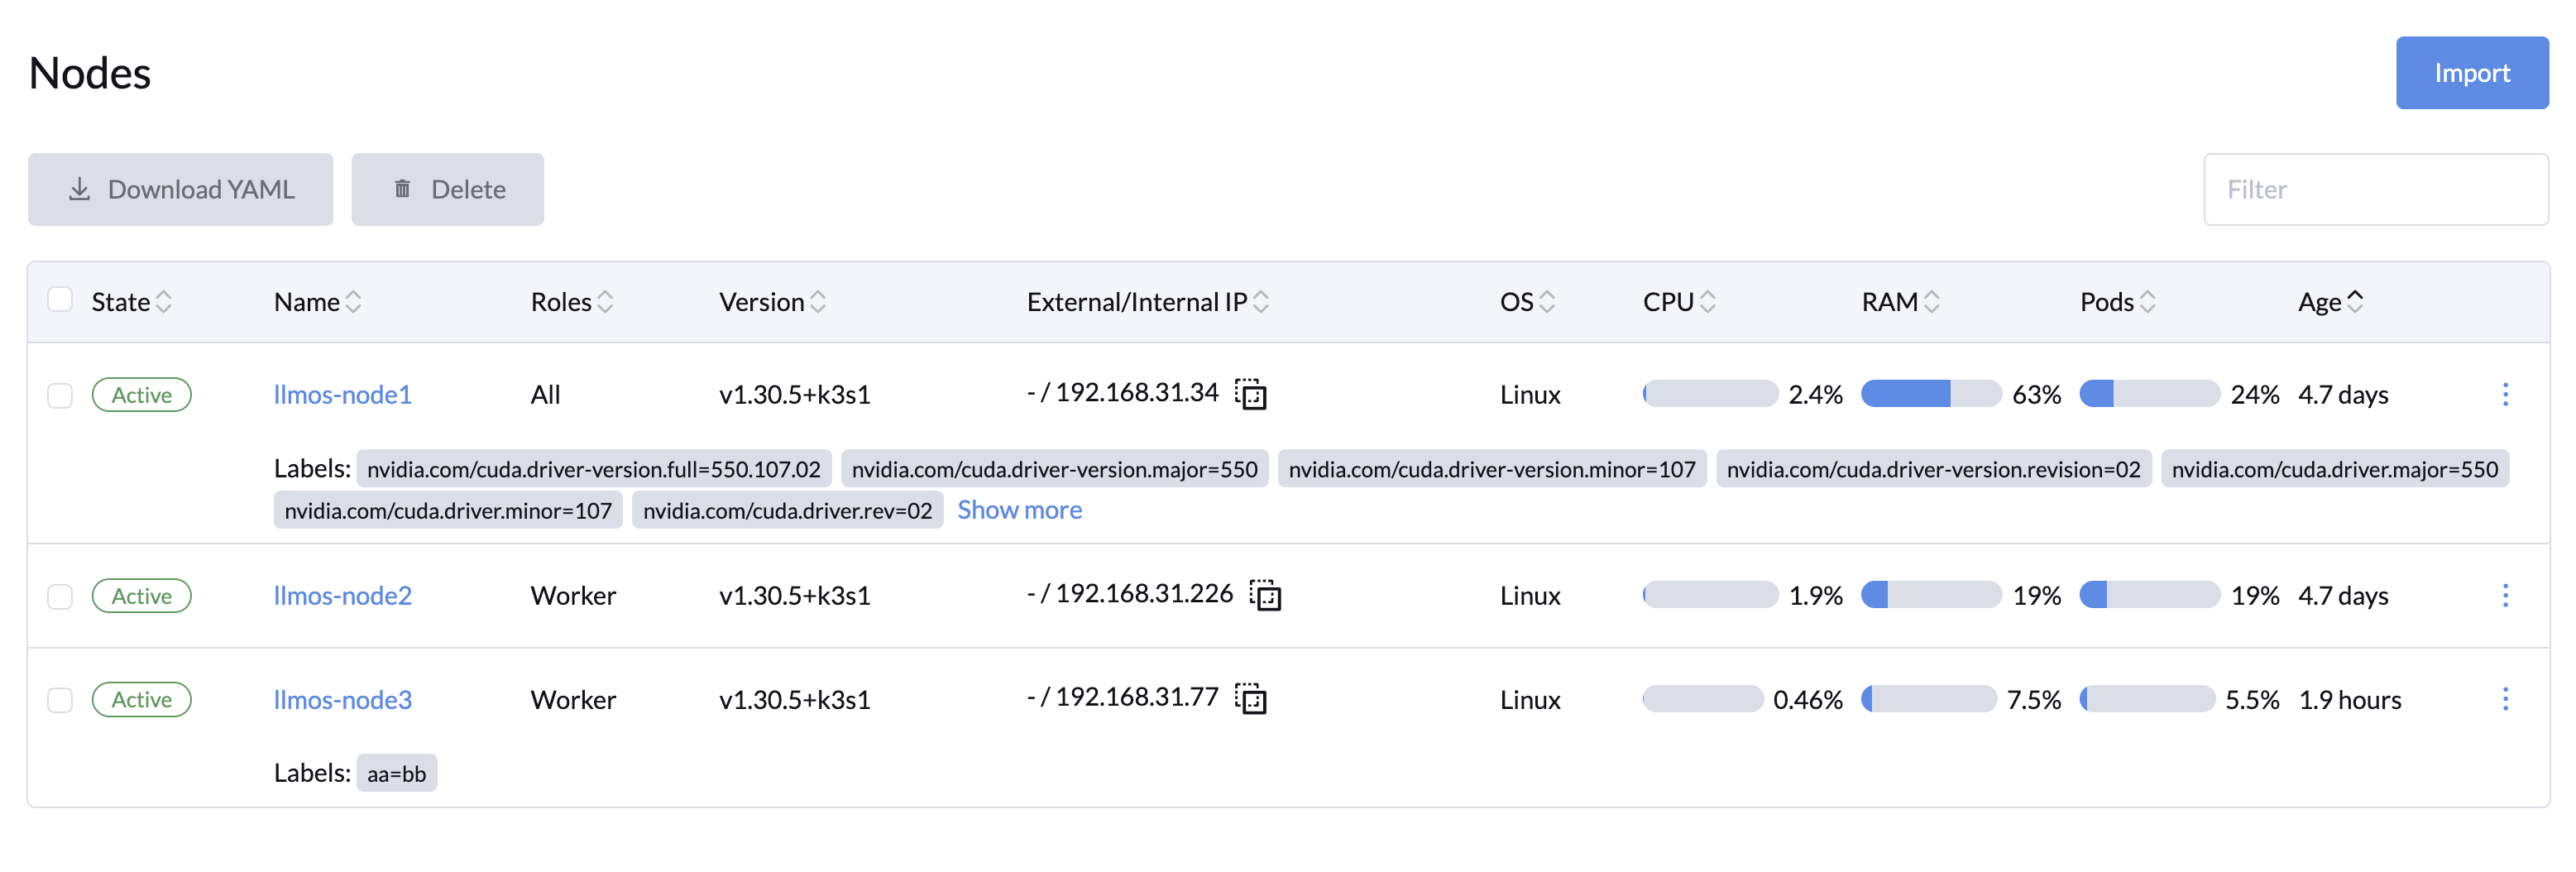 Nodes
Import
Download YAML Delete Filter
State Name Roles Version External/Internal IP OS CPU RAM Pods Age
Active llmos-node1 All v1.30.5+k3s1 - / 192.168.31.34 Linux 2.4% 63% 24% 4.7 days
Labels: nvidia.com/cuda.driver-version.full=550.107.02 nvidia.com/cuda.driver-version.major=550 nvidia.com/cuda.driver-version.minor=107 nvidia.com/cuda.driver-version.revision=02 nvidia.com/cuda.driver.major=550
nvidia.com/cuda.driver.minor=107 nvidia.com/cuda.driver.rev=02 Show more
Active llmos-node2 Worker v1.30.5+k3s1 - / 192.168.31.226 Linux 1.9% 19% 19% 4.7 days
Active llmos-node3 Worker v1.30.5+k3s1 - / 192.168.31.77 Linux 0.46% 7.5% 5.5% 1.9 hours
Labels: aa=bb